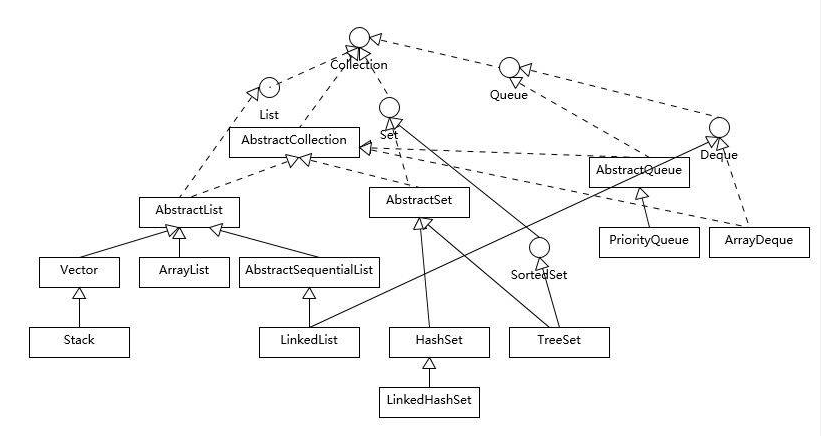 Collection
Queue
List
Set
Deque
AbstractCollection
AbstractQueue
AbstractSet
AbstractList
PriorityQueue
ArrayDeque
Vector
ArrayList
AbstractSequentialList
SortedSet
Stack
LinkedList
HashSet
TreeSet
LinkedHashSet